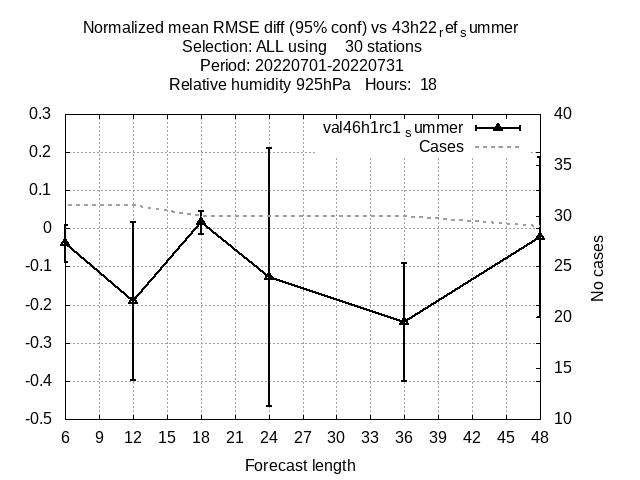 Normalized mean RMSE diff (95% conf) vs 43h22ref summer
Selection: ALL using 30 stations
Period: 20220701-20220731
Relative humidity 925hPa Hours: 18
val46h1rc1summer
Cases
0.3
0.2
0.1
0
-0.1
-0.2
-0.3
-0.4
-0.5
40
35
30
25
20
15
10
No cases
6 9 12 15 18 21 24 27 30 33 36 39 42 45 48
Forecast length